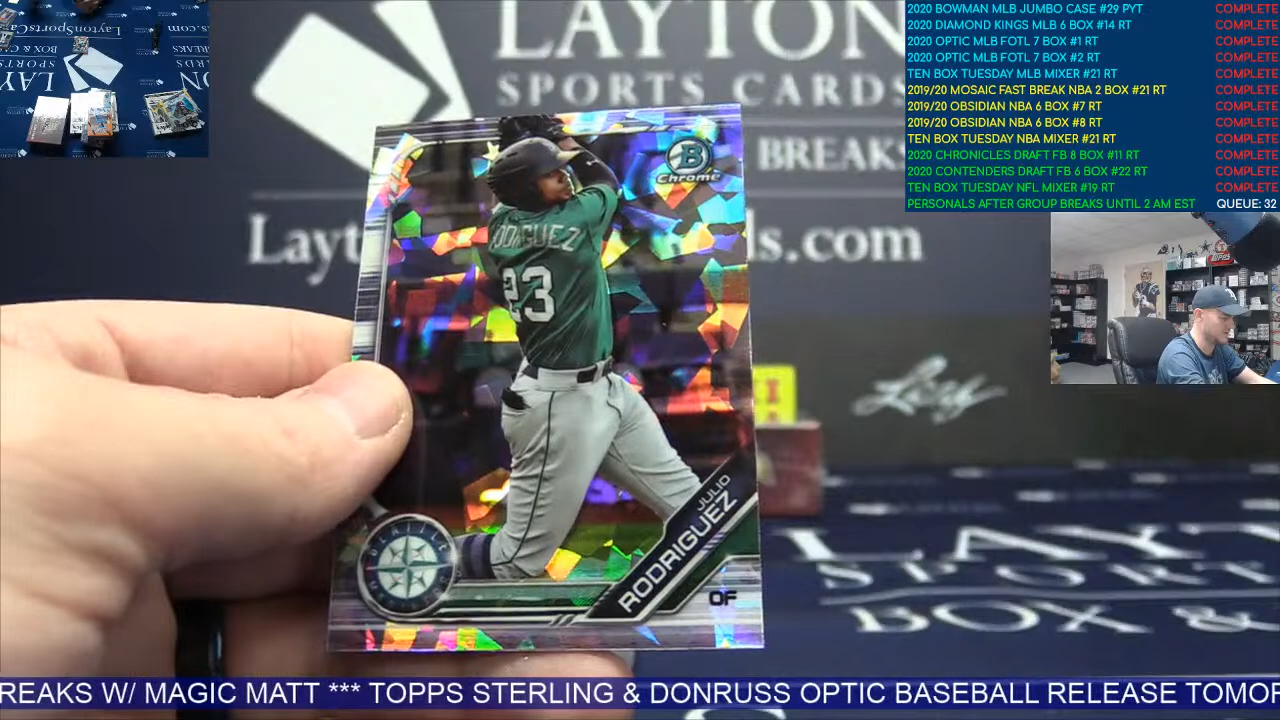 2020 BOWMAN MLB JUMBO CASE #29 PYT COMPLETE
2020 DIAMOND KINGS MLB 6 BOX #14 RT COMPLETE
2020 OPTIC MLB FOTL 7 BOX #1 RT COMPLETE
2020 OPTIC MLB FOTL 7 BOX #2 RT COMPLETE
TEN BOX TUESDAY MLB MIXER #21 RT COMPLETE
2019/20 MOSAIC FAST BREAK NBA 2 BOX #21 RT COMPLETE
2019/20 OBSIDIAN NBA 6 BOX #7 RT COMPLETE
2019/20 OBSIDIAN NBA 6 BOX #8 RT COMPLETE
TEN BOX TUESDAY NBA MIXER #21 RT COMPLETE
2020 CHRONICLES DRAFT FB 8 BOX #11 RT COMPLETE
2020 CONTENDERS DRAFT FB 6 BOX #22 RT COMPLETE
TEN BOX TUESDAY NFL MIXER #19 RT COMPLETE
PERSONALS AFTER GROUP BREAKS UNTIL 2 AM EST QUEUE: 32
LAYTON
SPORTS CARDS
BREAKS
B
Chrome
RODRIGUEZ
23
JULIO
RODRIGUEZ
OF
Leaf
LAYT
SPORT
BOX &
REAKS W/ MAGIC MATT *** TOPPS STERLING & DONRUSS OPTIC BASEBALL RELEASE TOMOR